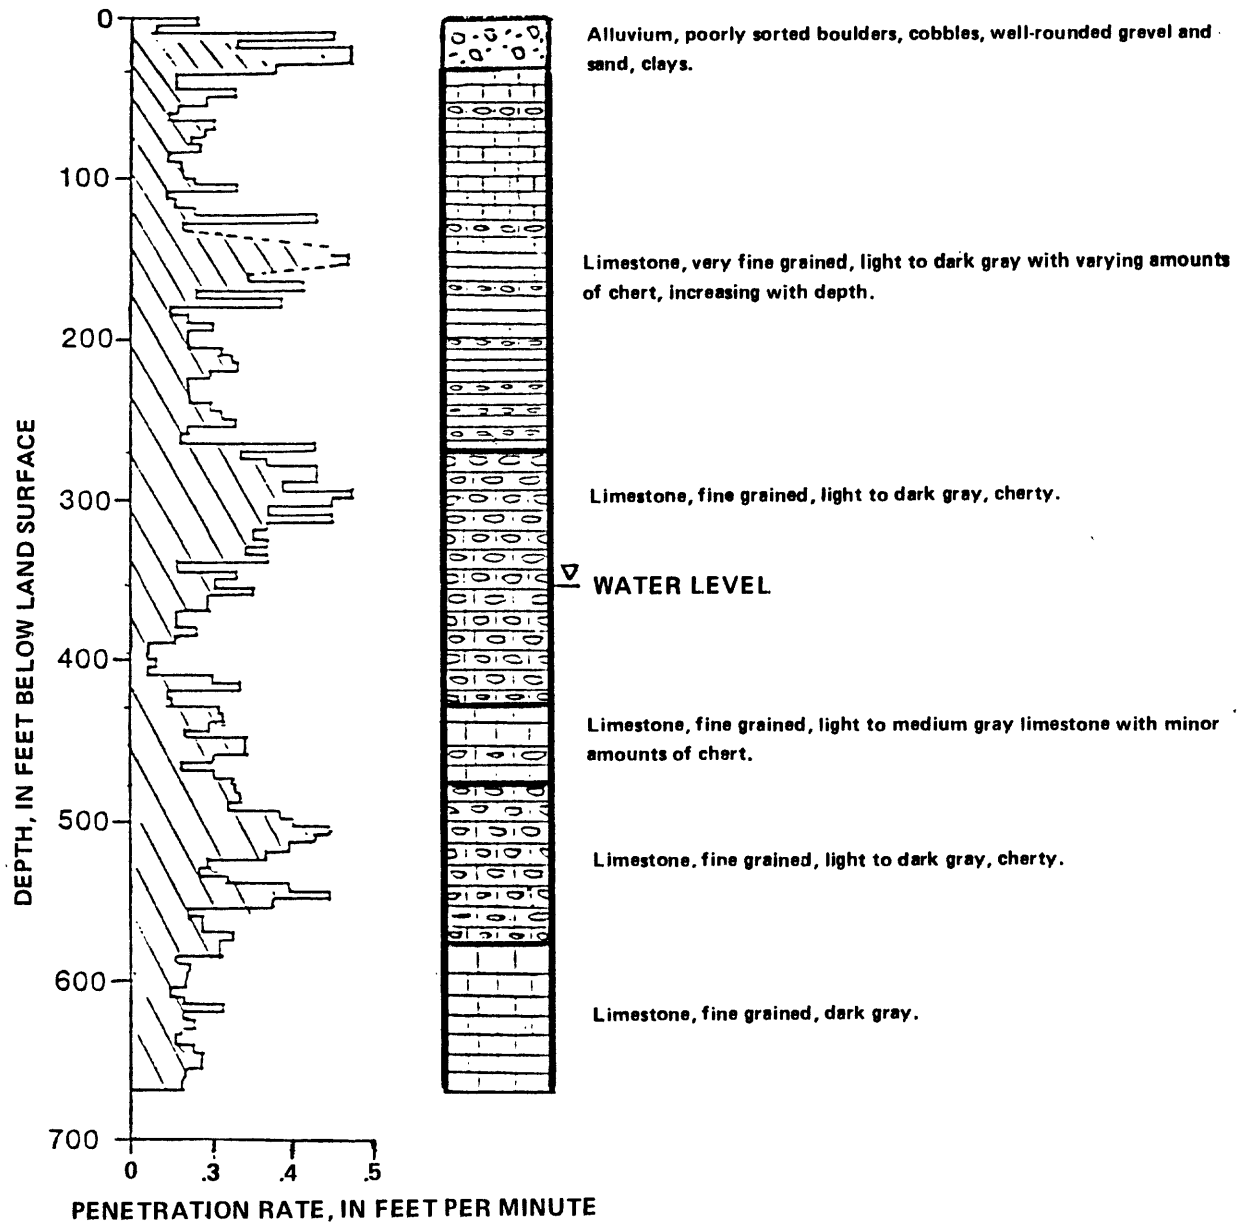 0
100
200
300
400
500
600
700
DEPTH, IN FEET BELOW LAND SURFACE
0 .3 .4 .5
PENETRATION RATE, IN FEET PER MINUTE
Alluvium, poorly sorted boulders, cobbles, well-rounded grevel and
sand, clays.
Limestone, very fine grained, light to dark gray with varying amounts
of chert, increasing with depth.
Limestone, fine grained, light to dark gray, cherty.
WATER LEVEL
Limestone, fine grained, light to medium gray limestone with minor
amounts of chert.
Limestone, fine grained, light to dark gray, cherty.
Limestone, fine grained, dark gray.